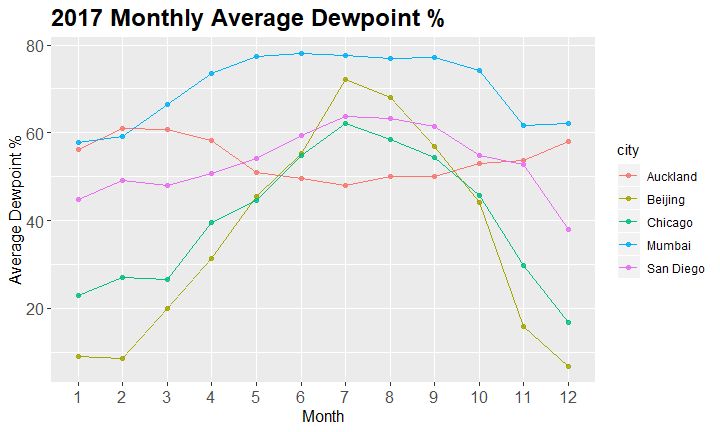 2017 Monthly Average Dewpoint %
Average Dewpoint %
80
60
40
20
1 2 3 4 5 6 7 8 9 10 11 12
Month
city
Auckland
Beijing
Chicago
Mumbai
San Diego